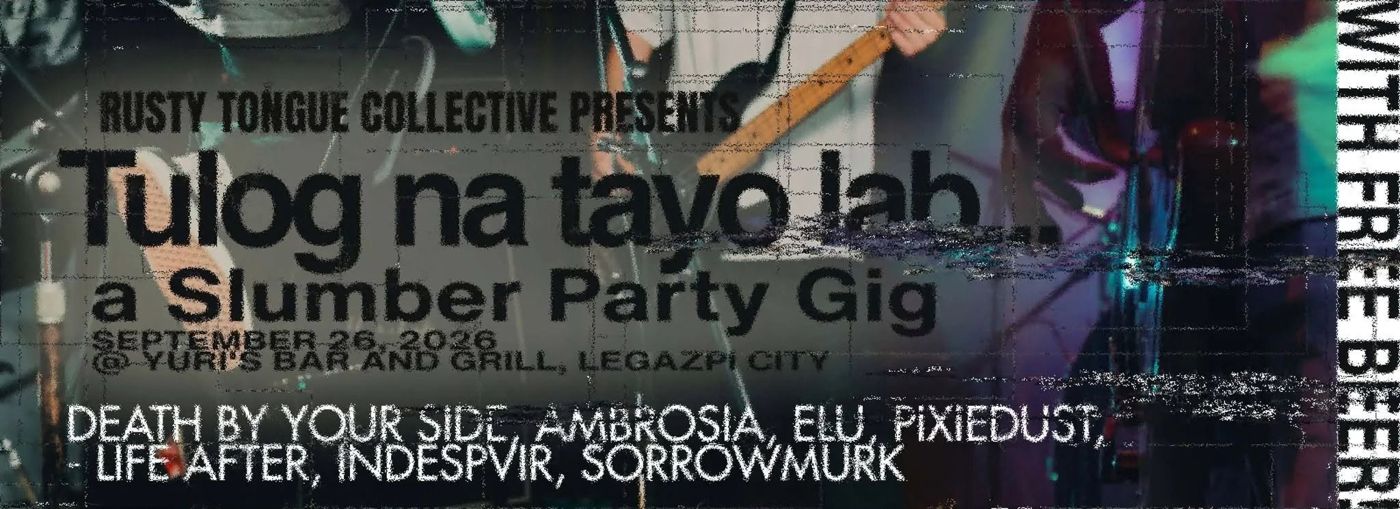 RUSTY TONGUE COLLECTIVE PRESENTS
Tulog na tayo lab...
a Slumber Party Gig
SEPTEMBER 26, 2026
@ YURI'S BAR AND GRILL, LEGAZPI CITY
DEATH BY YOUR SIDE, AMBROSIA, ELU, PiXIEDUST,
- LIFE AFTER, INDESPVIR, SORROWMURK
WITH FREE BEER!